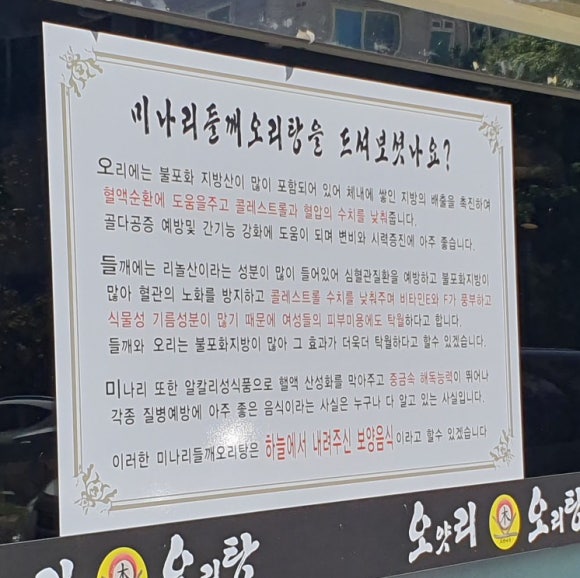 미나리들깨오리탕을 드셔보셧나요?
오리에는 불포화 지방산이 많이 포함되어 있어 체내에 쌓인 지방의 배출을 촉진하여
혈액순환에 도움을주고 콜레스트롤과 혈압의 수치를 낮춰줍니다.
골다공증 예방및 간기능 강화에 도움이 되며 변비와 시력증진에 아주 좋습니다.
들깨에는 리놀산이라는 성분이 많이 들어있어 심혈관질환을 예방하고 불포화지방이
많아 혈관의 노화를 방지하고 콜레스트롤 수치를 낮춰주며 비타민E와 F가 풍부하고
식물성 기름성분이 많기 때문에 여성들의 피부미용에도 탁월하다고 합니다.
들깨와 오리는 불포화지방이 많아 그 효과가 더욱더 탁월하다고 할수 있겠습니다.
미나리 또한 알칼리성식품으로 핼액 산성화를 막아주고 중금속 해독능력이 뛰어나
각종 질병예방에 아주 좋은 음식이라는 사실은 누구나 다 알고 있는 사실입니다.
이러한 미나리들깨오리탕은 하늘에서 내려주신 보양음식이라고 할수 있겠습니다
리 木 오리탕 오얏리 木 오리탕